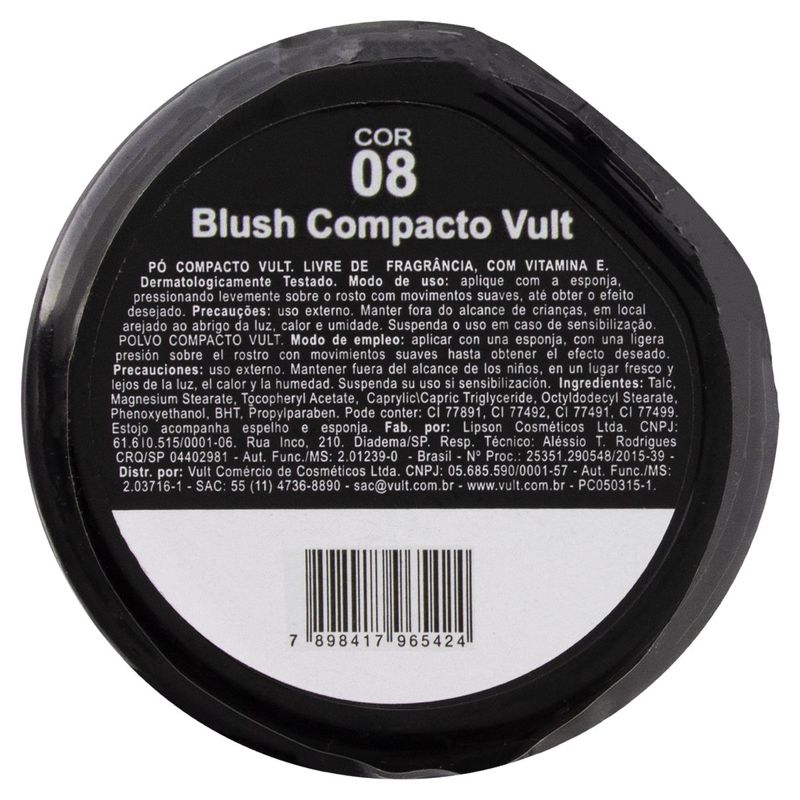 COR
08
Blush Compacto Vult
PÓ COMPACTO VULT. LIVRE DE FRAGRÂNCIA, COM VITAMINA E.
Dermatologicamente Testado. Modo de uso: aplique com a esponja,
pressionando levemente sobre o rosto com movimentos suaves, até obter o efeito
desejado. Precauções: uso externo. Manter fora do alcance de crianças, em local
arejado ao abrigo da luz, calor e umidade. Suspenda o uso em caso de sensibilização.
POLVO COMPACTO VULT. Modo de empleo: aplicar con una esponja, con una ligera
presión sobre el rostro con movimientos suaves hasta obtener el efecto deseado.
Precauciones: uso externo. Mantener fuera del alcance de los niños, en un lugar fresco y
lejos de la luz, el calor y la humedad. Suspenda su uso si sensibilización. Ingredientes: Talc,
Magnesium Stearate, Tocopheryl Acetate, Caprylic\Capric Triglyceride, Octyldodecyl Stearate,
Phenoxyethanol, BHT, Propylparaben. Pode conter: CI 77891, CI 77492, CI 77491, CI 77499.
Estojo acompanha espelho e esponja. Fab. por: Lipson Cosméticos Ltda. CNPJ:
61.610.515/0001-06. Rua Inco, 210. Diadema/SP. Resp. Técnico: Aléssio T. Rodrigues
CRQ/SP 04402981 - Aut. Func./MS: 2.01239-0 - Brasil - Nº Proc.: 25351.290548/2015-39 -
Distr. por: Vult Comércio de Cosméticos Ltda. CNPJ: 05.685.590/0001-57 - Aut. Func./MS:
2.03716-1 - SAC: 55 (11) 4736-8890 - sac@vult.com.br - www.vult.com.br - PC050315-1.
7 898417 965424